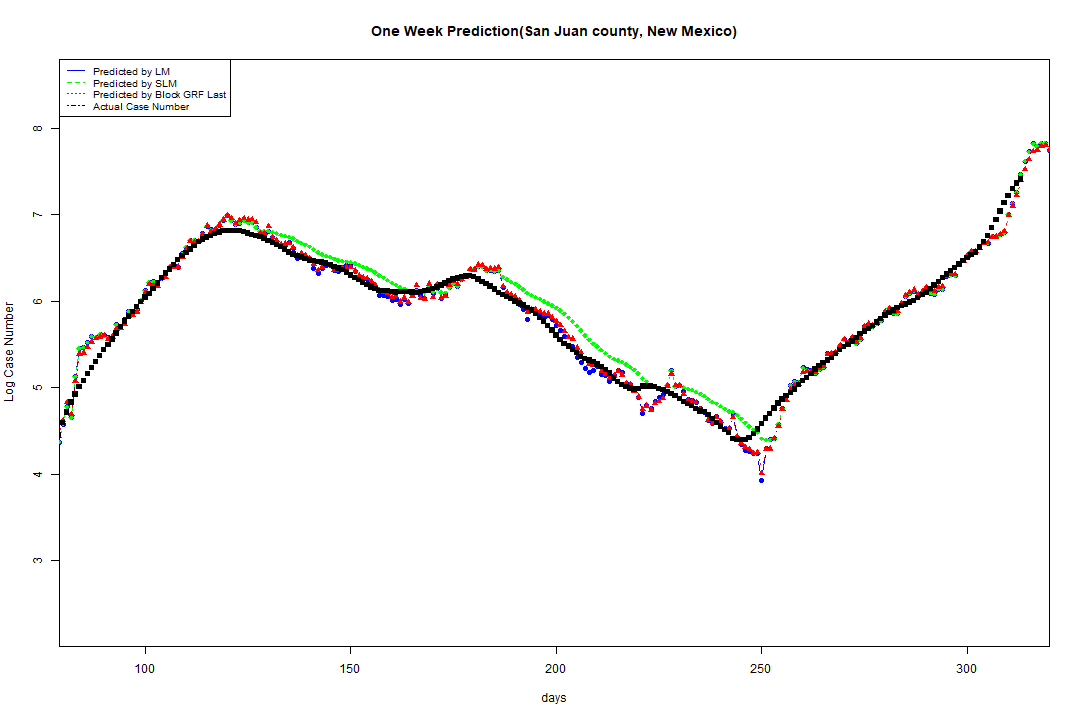 One Week Prediction(San Juan county, New Mexico)
Predicted by LM
Predicted by SLM
Predicted by Block GRF Last
Actual Case Number
Log Case Number
8
7
6
5
4
3
100 150 200 250 300
days